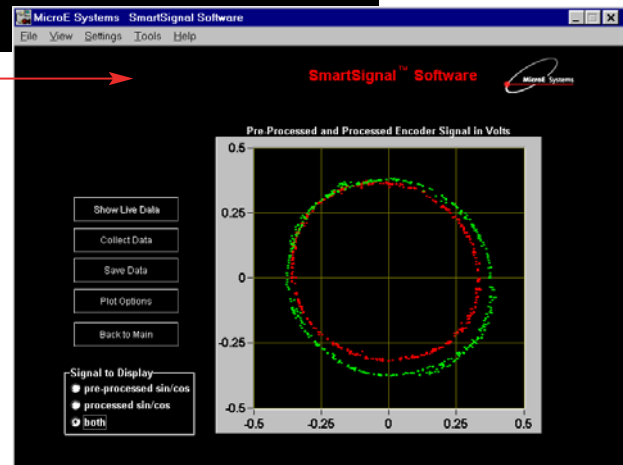 MicroE Systems SmartSignal Software
File View Settings Tools Help
SmartSignal™ Software
MicroE Systems
Pre-Processed and Processed Encoder Signal in Volts
Show Live Data
Collect Data
Save Data
Plot Options
Back to Main
Signal to Display
pre-processed sin/cos
processed sin/cos
both
0.5
0.25
0
-0.25
-0.5
-0.5 -0.25 0 0.25 0.5